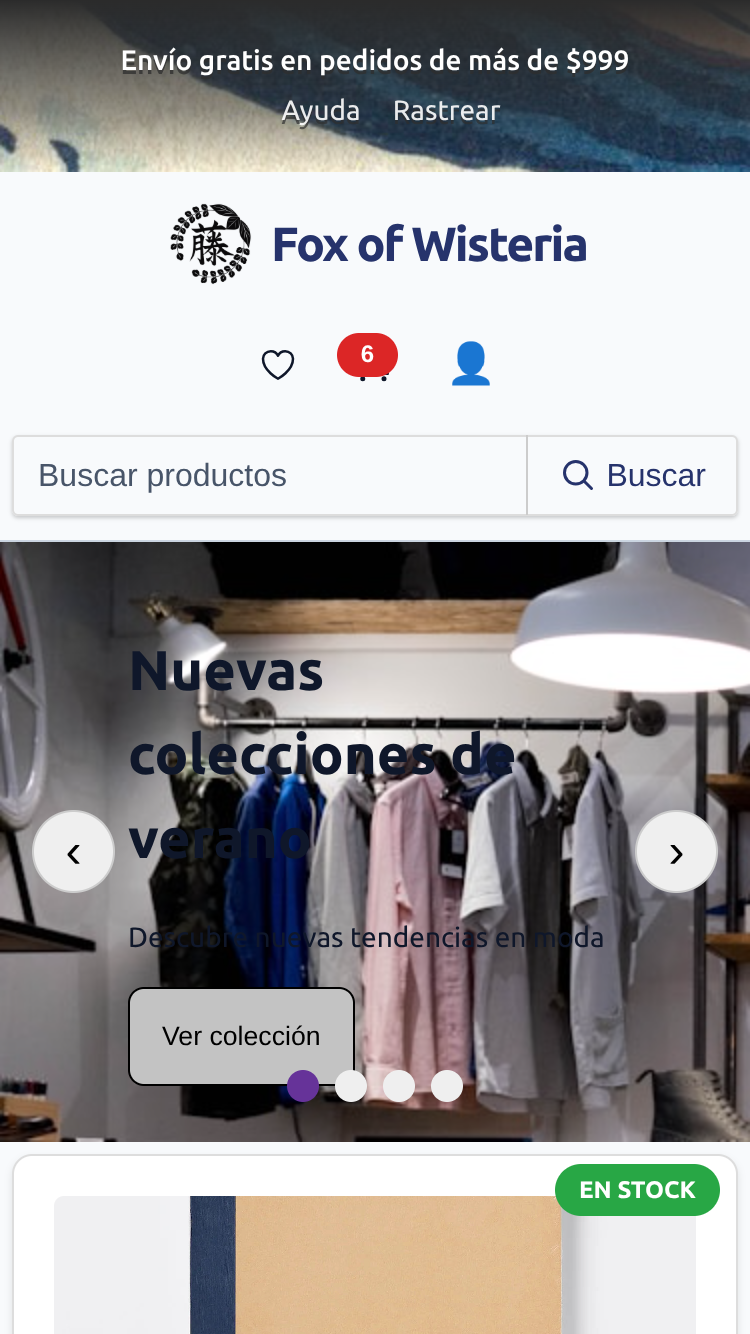 Envío gratis en pedidos de más de $999
Ayuda Rastrear
藤 Fox of Wisteria
6
Buscar productos Buscar
Nuevas
colecciones de
verano
‹ ›
Descubre nuevas tendencias en moda
Ver colección
EN STOCK